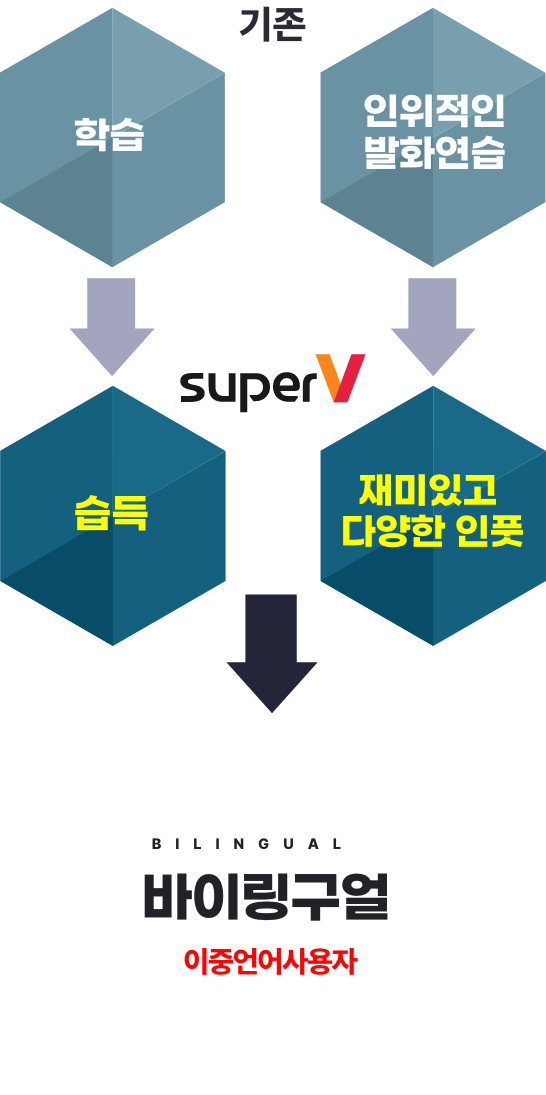 기존
학습
인위적인
발화연습
superV
습득
재미있고
다양한 인풋
BILINGUAL
바이링구얼
이중언어사용자